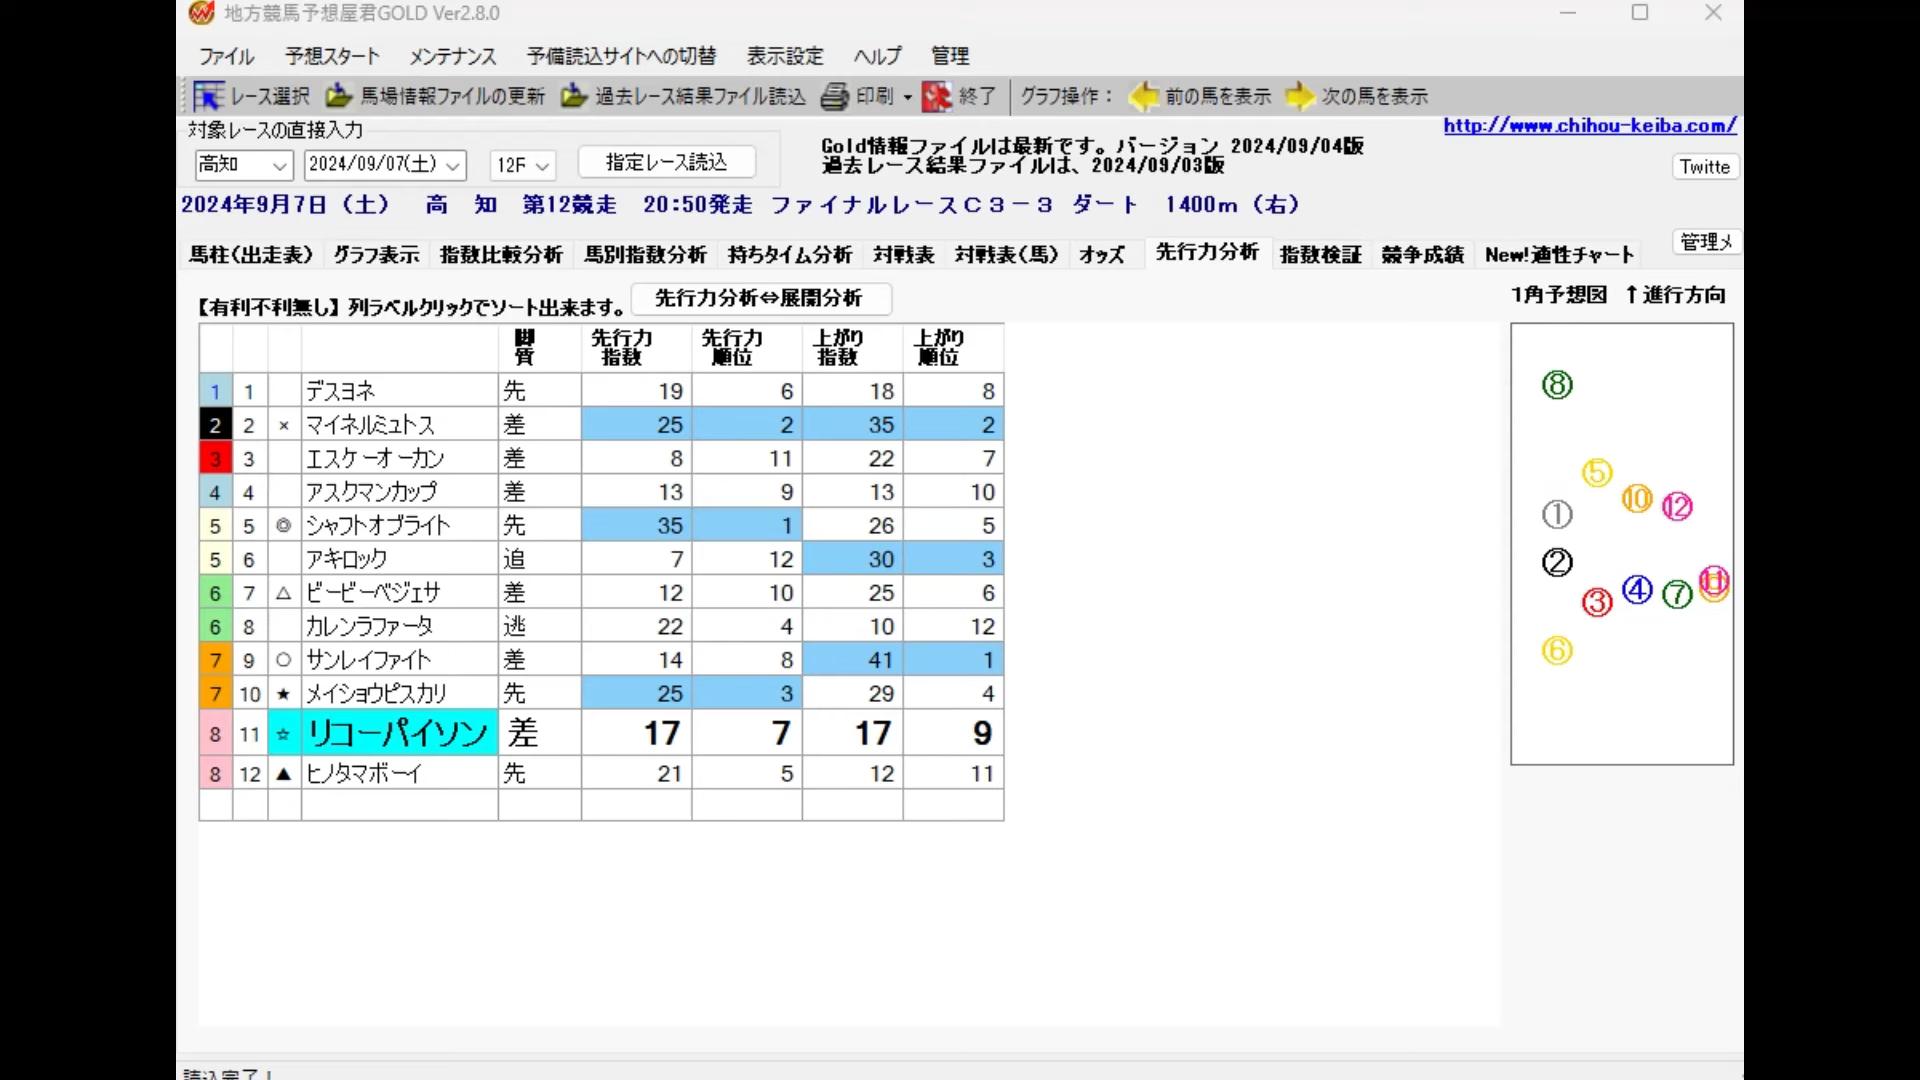 地方競馬予想屋君GOLD Ver2.8.0
ファイル 予想スタート メンテナンス 予備読込サイトへの切替 表示設定 ヘルプ 管理
レース選択 馬場情報ファイルの更新 過去レース結果ファイル読込 印刷 終了 グラフ操作： 前の馬を表示 次の馬を表示
対象レースの直接入力
http://www.chihou-keiba.com/
Gold情報ファイルは最新です。バージョン 2024/09/04版
過去レース結果ファイルは、2024/09/03版
高知 2024/09/07(土) 12F 指定レース読込
Twitte
2024年9月7日（土） 高 知 第12競走 20:50発走 ファイナルレースＣ３－３ ダート 1400m（右）
馬柱(出走表) グラフ表示 指数比較分析 馬別指数分析 持ちタイム分析 対戦表 対戦表(馬) オッズ 先行力分析 指数検証 競争成績 New!適性チャート
管理メ
【有利不利無し】列ラベルクリックでソート出来ます。 先行力分析⇔展開分析
1角予想図 ↑進行方向
脚質 先行力指数 先行力順位 上がり指数 上がり順位
1 1 デスヨネ 先 19 6 18 8
2 2 × マイネルミュトス 差 25 2 35 2
3 3 エスケーオーカン 差 8 11 22 7
4 4 アスクマンカップ 差 13 9 13 10
5 5 ◎ シャフトオブライト 先 35 1 26 5
5 6 アキロック 追 7 12 30 3
6 7 △ ビービーベジェサ 差 12 10 25 6
6 8 カレンラファータ 逃 22 4 10 12
7 9 ○ サンレイファイト 差 14 8 41 1
7 10 ★ メイショウピスカリ 先 25 3 29 4
8 11 ☆ リコーパイソン 差 17 7 17 9
8 12 ▲ ヒノタマボーイ 先 21 5 12 11
⑧
⑤
⑩ ⑫
①
②
③ ④ ⑦ ⑪
⑥
読込完了！